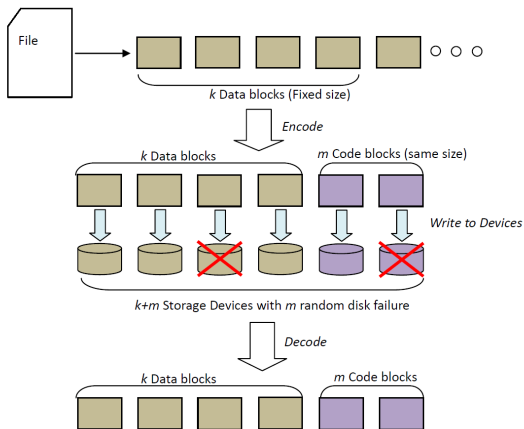 File
k Data blocks (Fixed size)
Encode
k Data blocks
m Code blocks (same size)
Write to Devices
k+m Storage Devices with m random disk failure
Decode
k Data blocks
m Code blocks